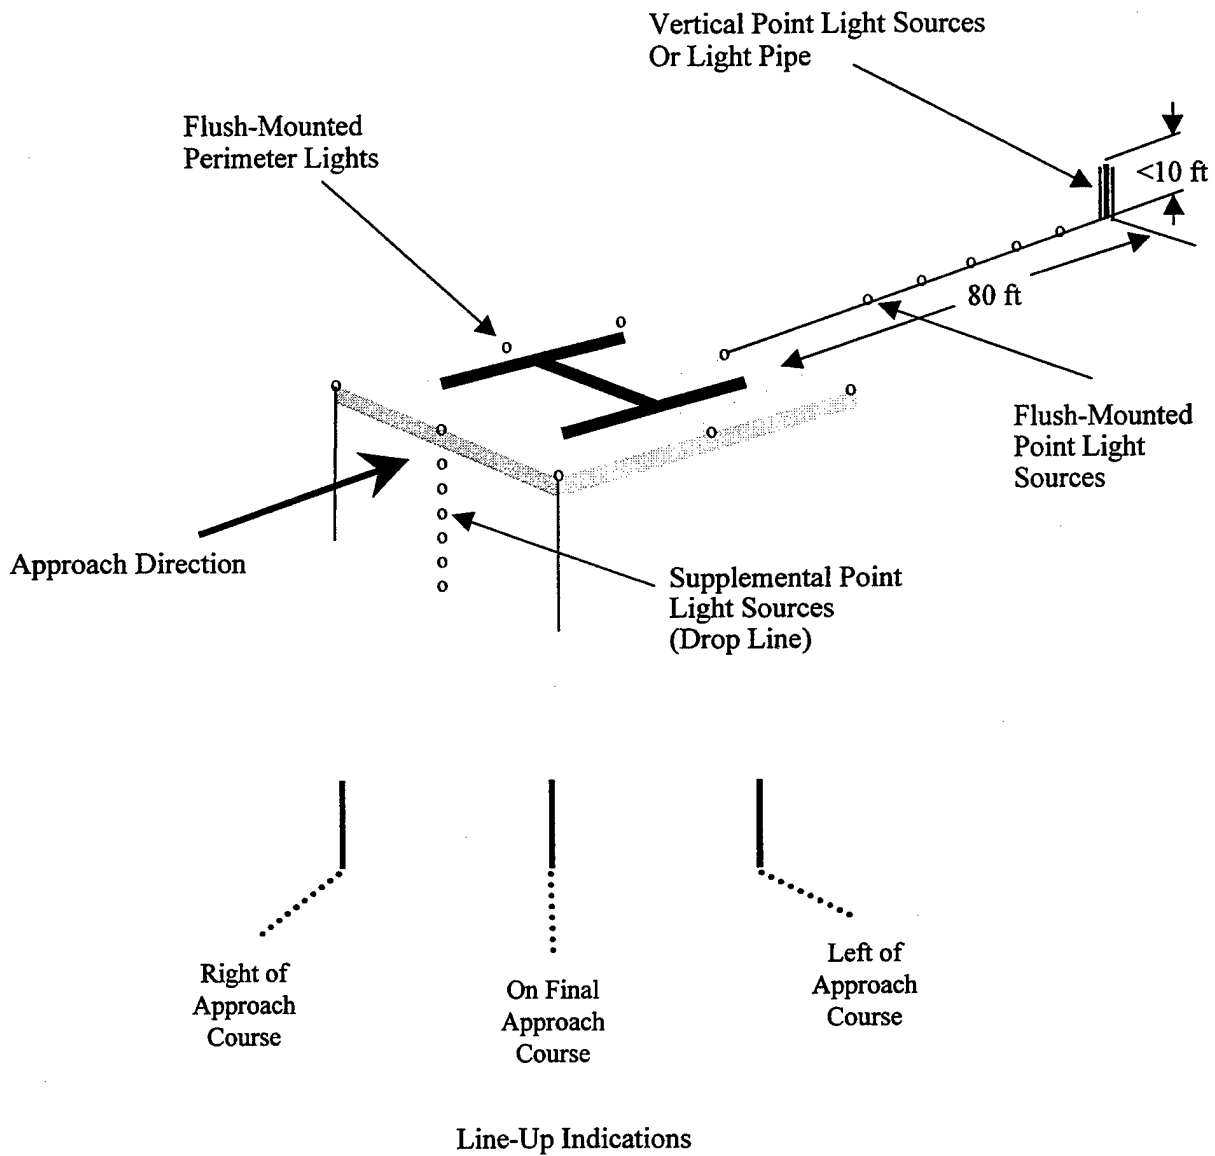 Vertical Point Light Sources
Or Light Pipe
Flush-Mounted
Perimeter Lights
<10 ft
80 ft
Flush-Mounted
Point Light
Sources
Approach Direction
Supplemental Point
Light Sources
(Drop Line)
Right of
Approach
Course
On Final
Approach
Course
Left of
Approach
Course
Line-Up Indications